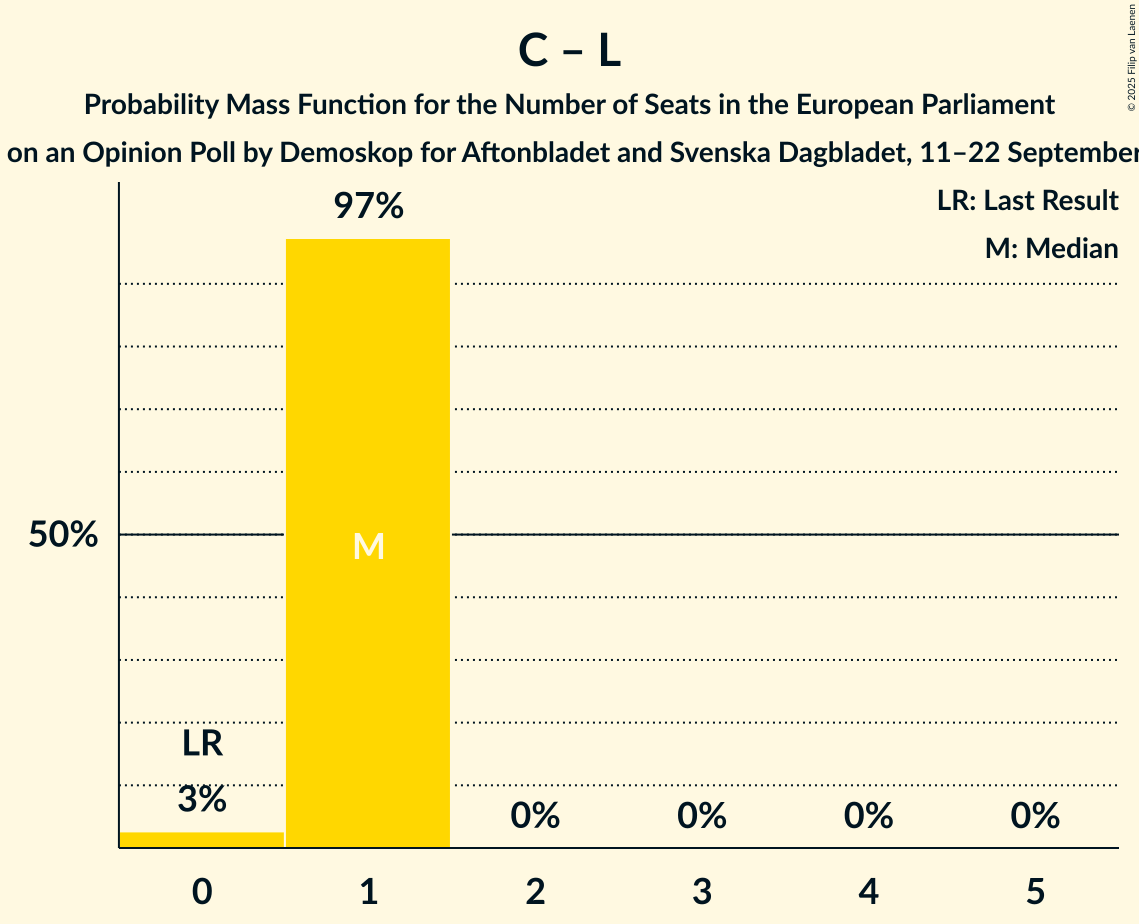 C – L
Probability Mass Function for the Number of Seats in the European Parliament
on an Opinion Poll by Demoskop for Aftonbladet and Svenska Dagbladet, 11–22 September
© 2025 Filip van Laenen
LR: Last Result
M: Median
97%
50%
M
LR
3%
0%
0%
0%
0%
0
1
2
3
4
5